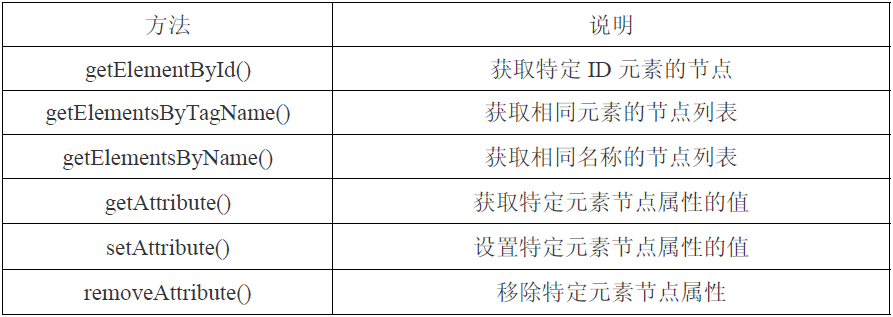 方法 说明
getElementById() 获取特定 ID 元素的节点
getElementsByTagName() 获取相同元素的节点列表
getElementsByName() 获取相同名称的节点列表
getAttribute() 获取特定元素节点属性的值
setAttribute() 设置特定元素节点属性的值
removeAttribute() 移除特定元素节点属性